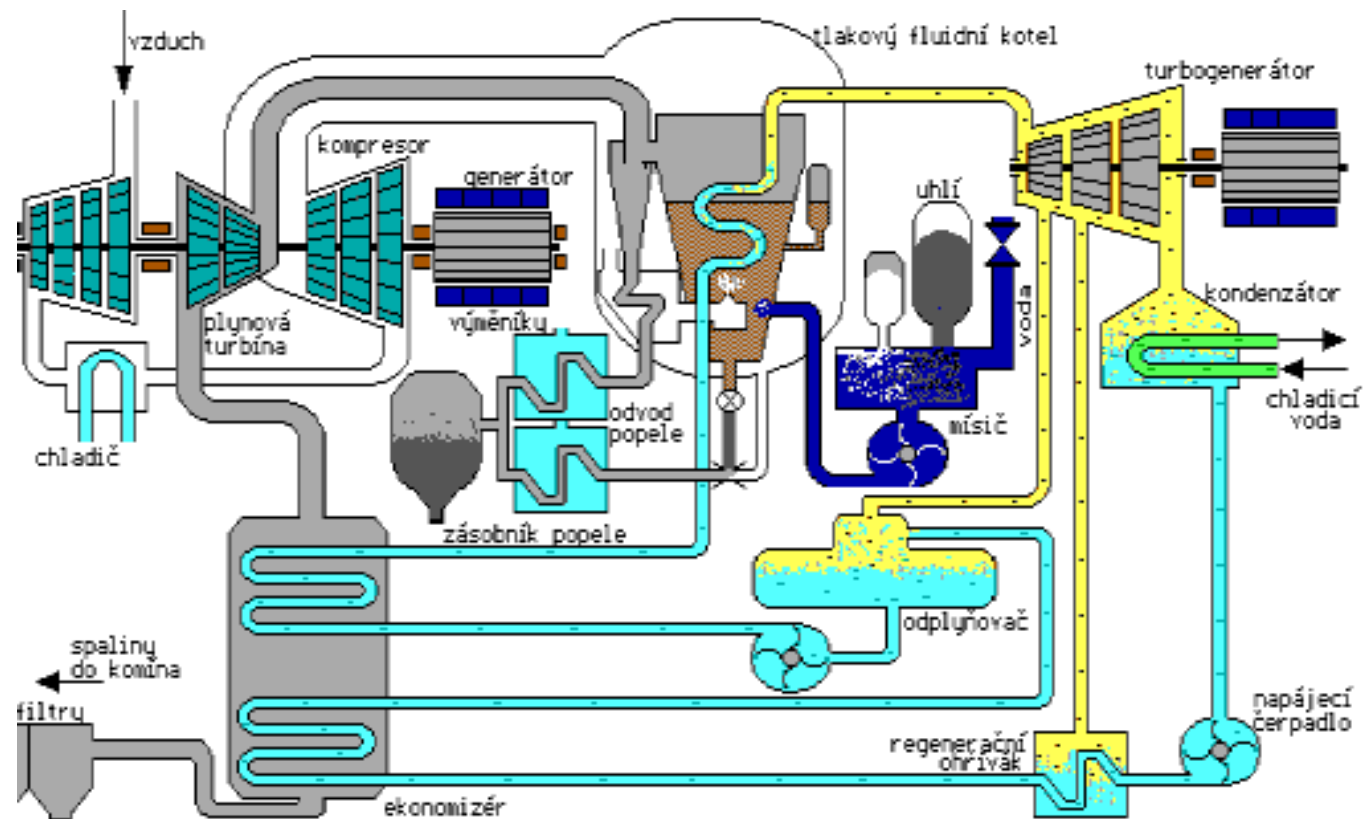 vzduch
tlakový fluidní kotel
turbogenerátor
kompresor
generátor
uhlí
voda
plynová
turbína
výměníky
kondenzátor
chladicí
voda
odvod
popele
mísič
chladič
zásobník popele
odplyňovač
spaliny
do komína
filtry
napájecí
čerpadlo
regenerační
ohřívák
ekonomizér